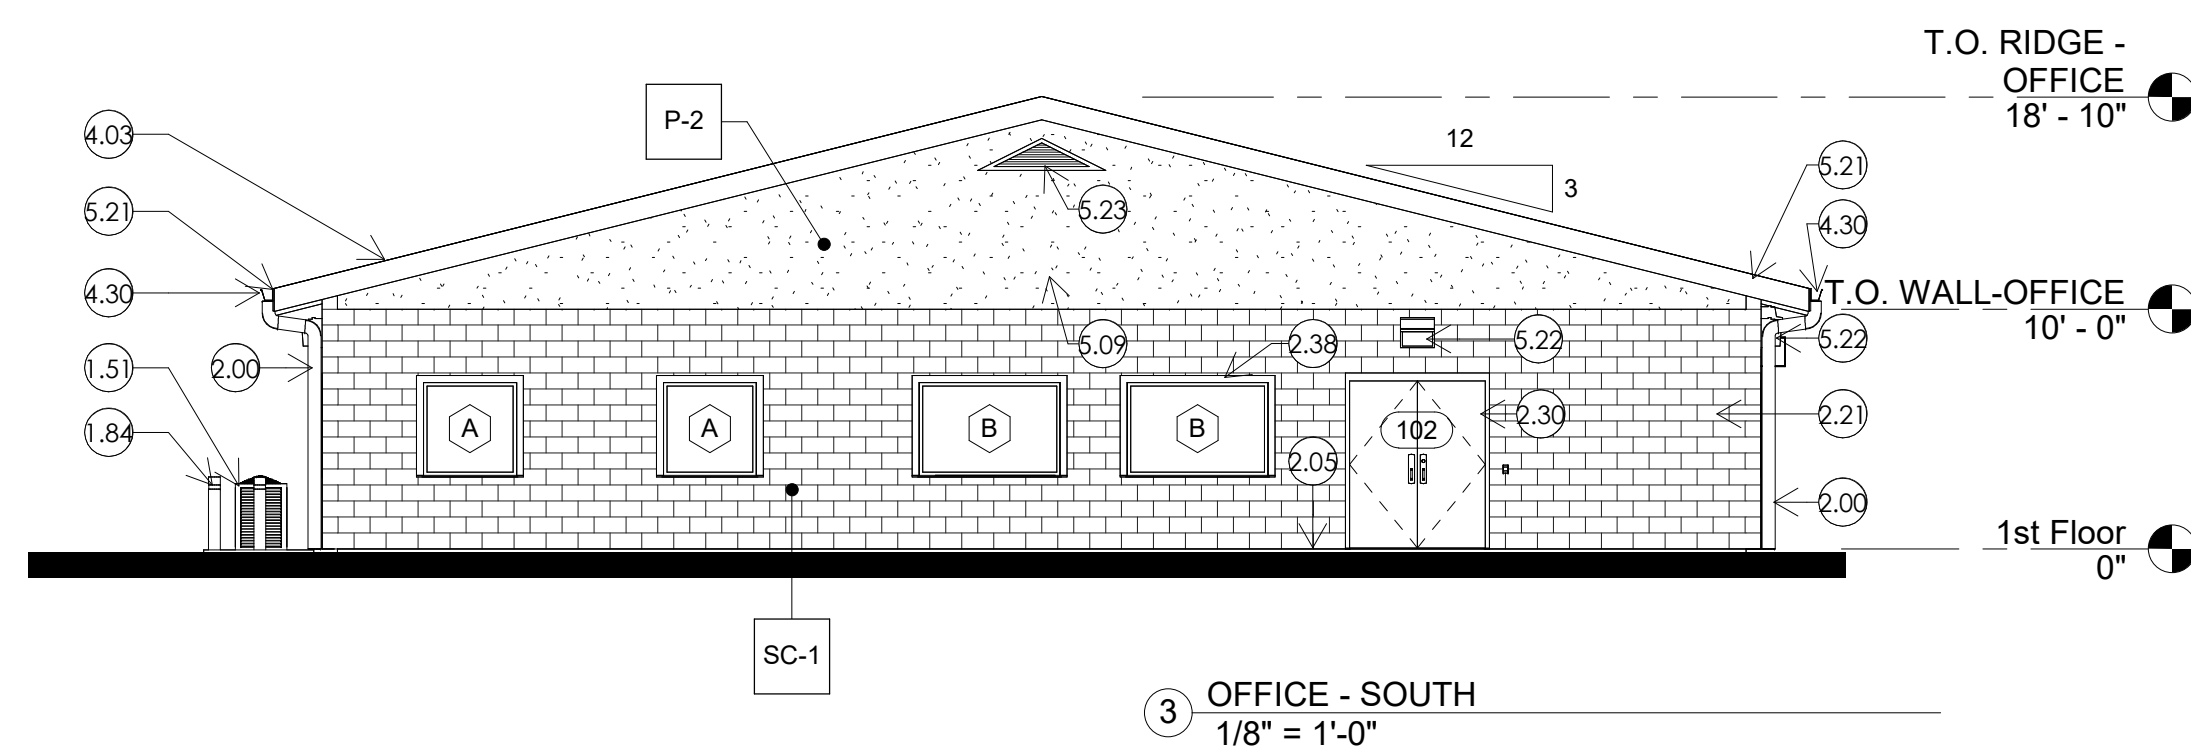 T.O. RIDGE -
OFFICE
18' - 10"
P-2
4.03
12
3
5.21
5.21
5.23
4.30
4.30
T.O. WALL-OFFICE
10' - 0"
5.09
2.38
5.22
5.22
1.51
2.00
A
A
B
B
102
2.30
2.21
1.84
2.05
2.00
1st Floor
0"
SC-1
3
OFFICE - SOUTH
1/8" = 1'-0"